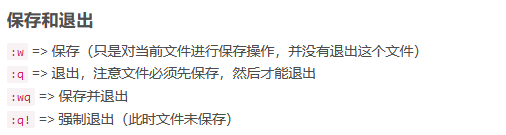 保存和退出
:w => 保存（只是对当前文件进行保存操作，并没有退出这个文件）
:q => 退出，注意文件必须先保存，然后才能退出
:wq => 保存并退出
:q! => 强制退出（此时文件未保存）